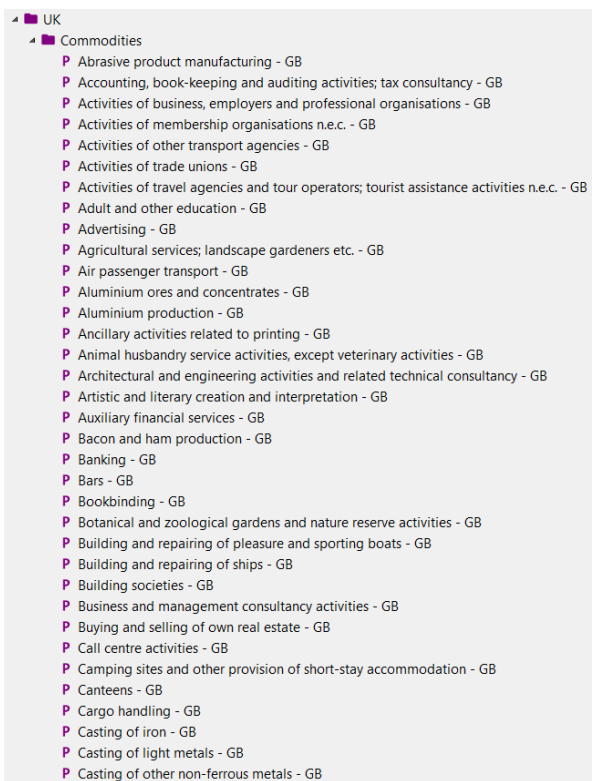 UK
Commodities
P Abrasive product manufacturing - GB
P Accounting, book-keeping and auditing activities; tax consultancy - GB
P Activities of business, employers and professional organisations - GB
P Activities of membership organisations n.e.c. - GB
P Activities of other transport agencies - GB
P Activities of trade unions - GB
P Activities of travel agencies and tour operators; tourist assistance activities n.e.c. - GB
P Adult and other education - GB
P Advertising - GB
P Agricultural services; landscape gardeners etc. - GB
P Air passenger transport - GB
P Aluminium ores and concentrates - GB
P Aluminium production - GB
P Ancillary activities related to printing - GB
P Animal husbandry service activities, except veterinary activities - GB
P Architectural and engineering activities and related technical consultancy - GB
P Artistic and literary creation and interpretation - GB
P Auxiliary financial services - GB
P Bacon and ham production - GB
P Banking - GB
P Bars - GB
P Bookbinding - GB
P Botanical and zoological gardens and nature reserve activities - GB
P Building and repairing of pleasure and sporting boats - GB
P Building and repairing of ships - GB
P Building societies - GB
P Business and management consultancy activities - GB
P Buying and selling of own real estate - GB
P Call centre activities - GB
P Camping sites and other provision of short-stay accommodation - GB
P Canteens - GB
P Cargo handling - GB
P Casting of iron - GB
P Casting of light metals - GB
P Casting of other non-ferrous metals - GB